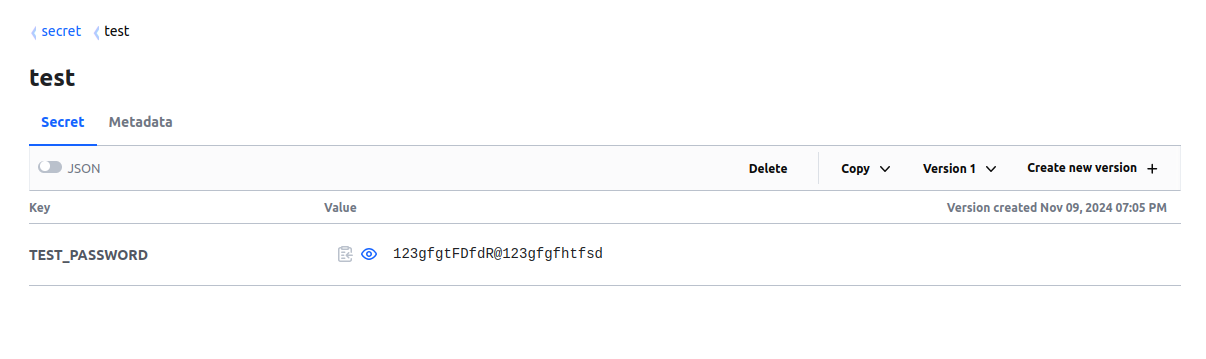 secret test
test
Secret Metadata
JSON Delete Copy Version 1 Create new version +
Key Value Version created Nov 09, 2024 07:05 PM
TEST_PASSWORD 123gfgtFDfdR@123gfgfhtfsd